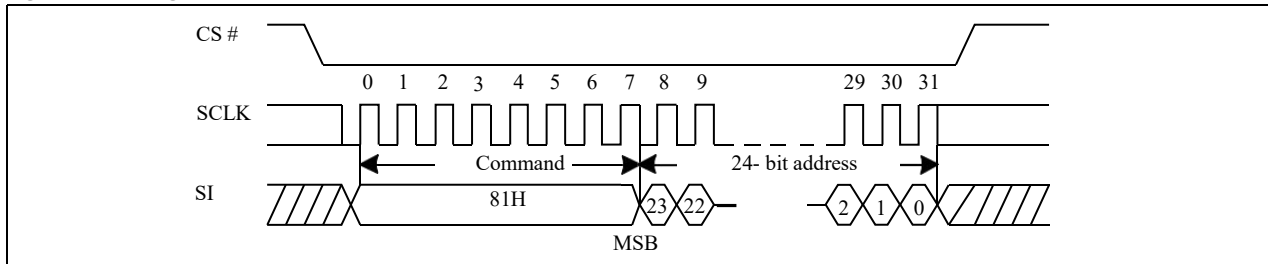 CS #
0 1 2 3 4 5 6 7 8 9 29 30 31
SCLK
Command 24- bit address
SI
81H 23 22 2 1 0
MSB